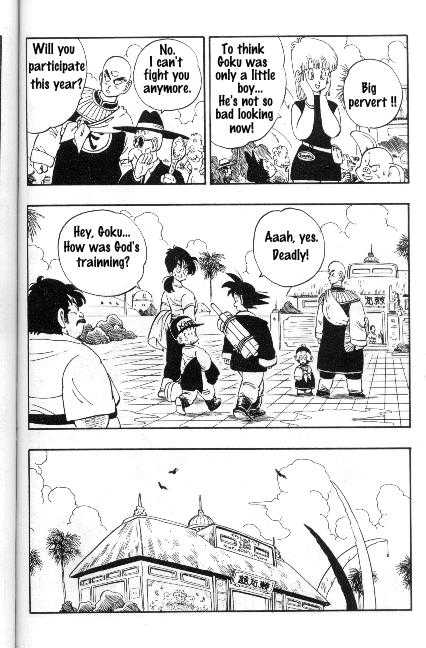 Will you
participate
this year?
No.
I can't
fight you
anymore.
To think
Goku was
only a little
boy...
He's not so
bad looking
now!
Big
pervert !!
Hey, Goku...
How was God's
trainning?
Aaah, yes.
Deadly!